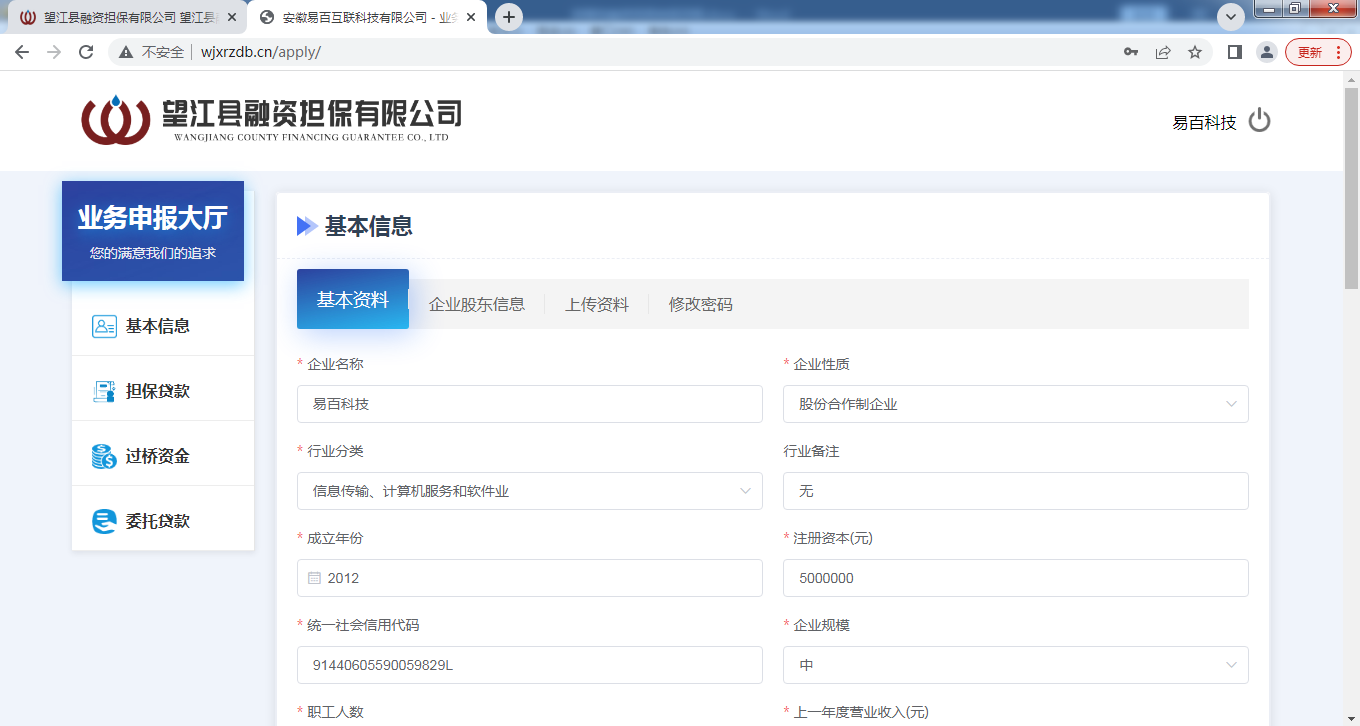 望江县融资担保有限公司 望江县
安徽易百互联科技有限公司 - 业务
不安全 wjxrzdb.cn/apply/
更新
望江县融资担保有限公司
WANGJIANG COUNTY FINANCING GUARANTEE CO., LTD
易百科技
业务申报大厅
您的满意我们的追求
基本信息
担保贷款
过桥资金
委托贷款
基本信息
基本资料 企业股东信息 上传资料 修改密码
* 企业名称 * 企业性质
易百科技 股份合作制企业
* 行业分类 行业备注
信息传输、计算机服务和软件业 无
* 成立年份 * 注册资本(元)
2012 5000000
* 统一社会信用代码 * 企业规模
91440605590059829L 中
* 职工人数 * 上一年度营业收入(元)